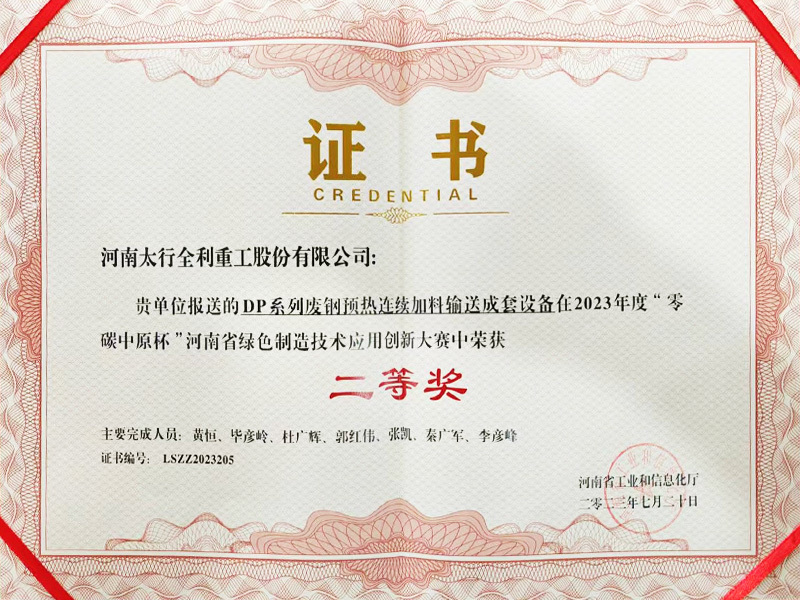 证 书
CREDENTIAL
河南太行全利重工股份有限公司:
贵单位报送的DP系列废钢预热连续加料输送成套设备在2023年度“零
碳中原杯”河南省绿色制造技术应用创新大赛中荣获
二等奖
主要完成人员: 黄恒、毕彦岭、杜广辉、郭红伟、张凯、秦广军、李彦峰
证书编号: LSZZ2023205
河南省工业和信息化厅
二零二三年七月二十日